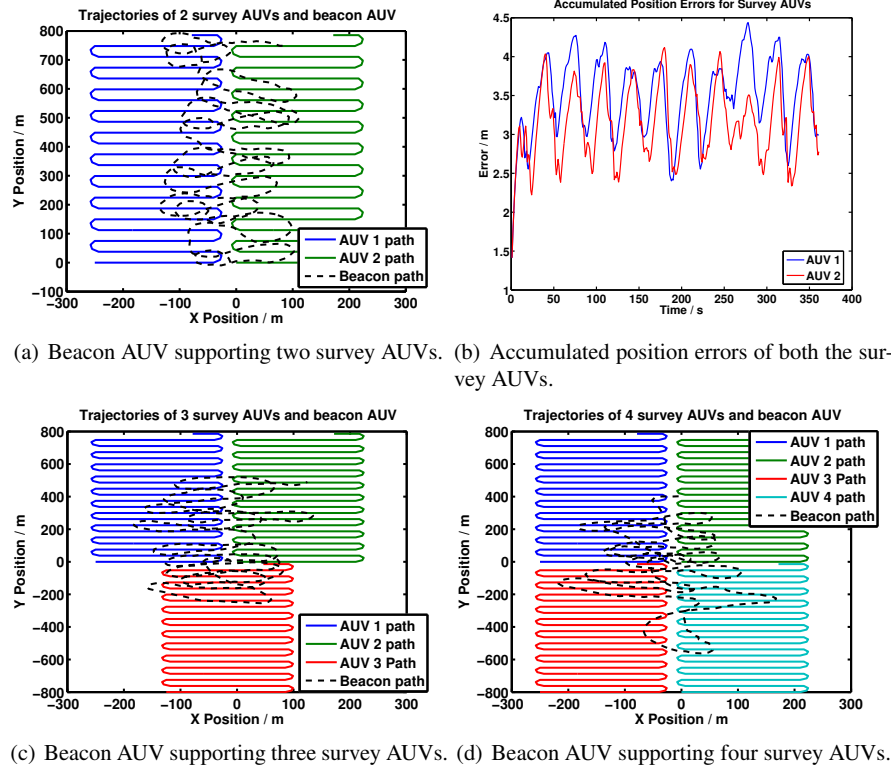 Trajectories of 2 survey AUVs and beacon AUV
800
700
600
500
400
300
200
100
0
−100
−300 −200 −100 0 100 200 300
X Position / m
Y Position / m
AUV 1 path
AUV 2 path
Beacon path
Accumulated Position Errors for Survey AUVs
4.5
4
3.5
3
2.5
2
1.5
1
0 50 100 150 200 250 300 350 400
Time / s
Error / m
AUV 1
AUV 2
(a) Beacon AUV supporting two survey AUVs.
(b) Accumulated position errors of both the sur-
vey AUVs.
Trajectories of 3 survey AUVs and beacon AUV
800
600
400
200
0
−200
−400
−600
−800
−300 −200 −100 0 100 200 300
X Position / m
Y Position / m
AUV 1 path
AUV 2 path
AUV 3 Path
Beacon path
Trajectories of 4 survey AUVs and beacon AUV
800
600
400
200
0
−200
−400
−600
−800
−300 −200 −100 0 100 200 300
X Position / m
Y Position / m
AUV 1 path
AUV 2 path
AUV 3 Path
AUV 4 path
Beacon path
(c) Beacon AUV supporting three survey AUVs.
(d) Beacon AUV supporting four survey AUVs.